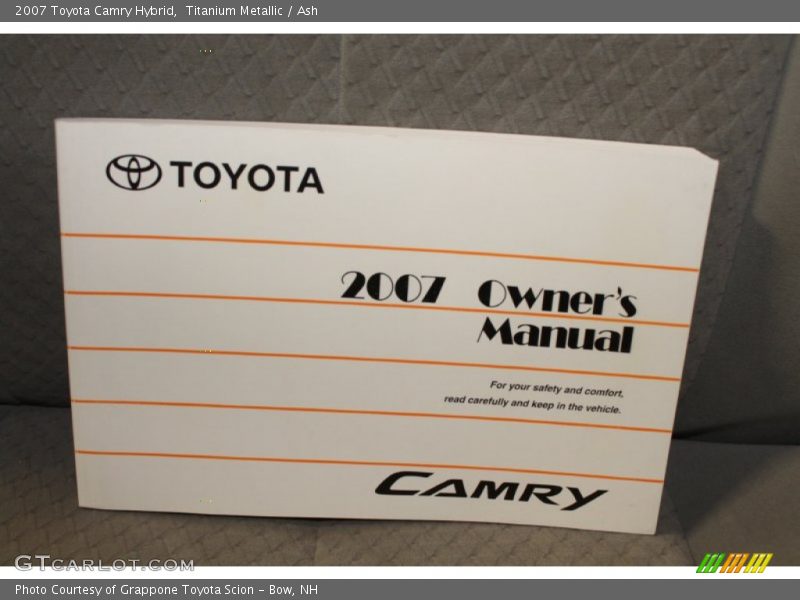 2007 Toyota Camry Hybrid,  Titanium Metallic / Ash
TOYOTA
2007 Owner's
Manual
For your safety and comfort,
read carefully and keep in the vehicle.
CAMRY
GTCARLOT.COM
Photo Courtesy of Grappone Toyota Scion - Bow, NH